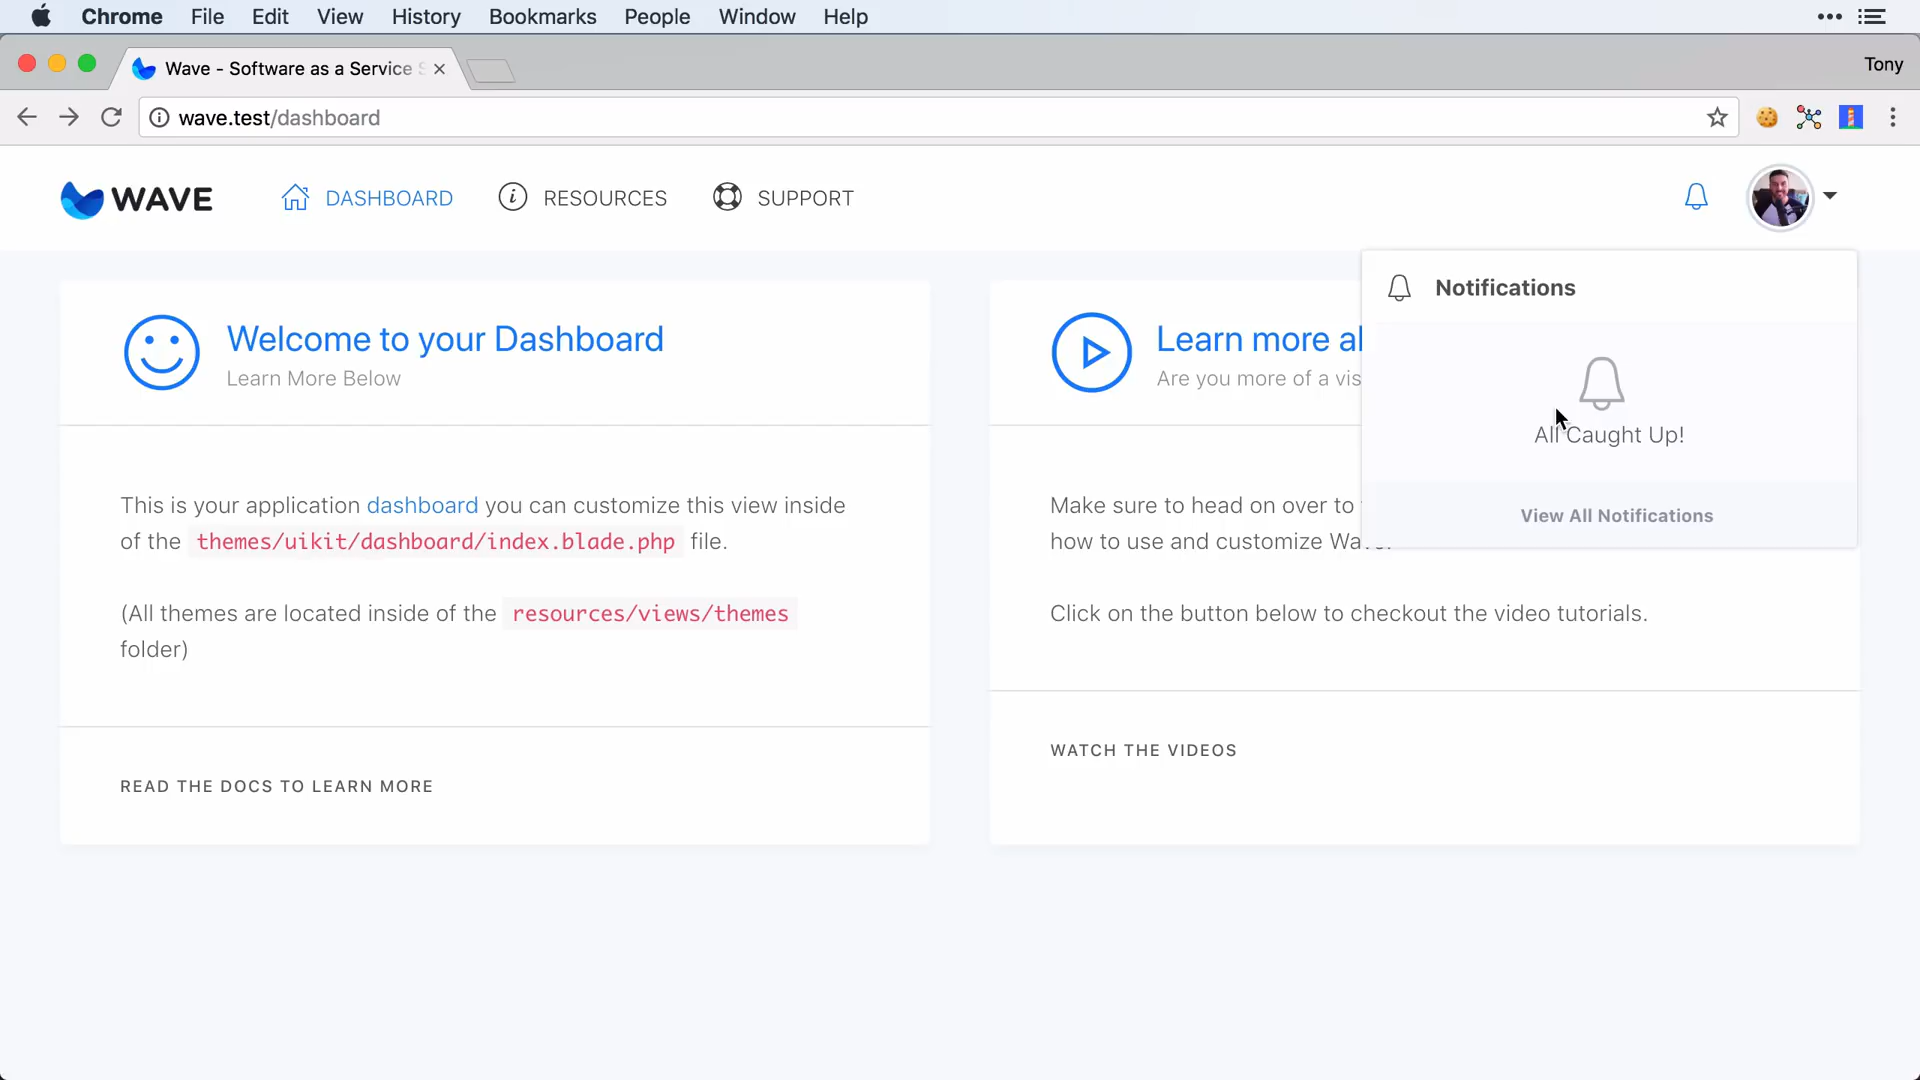 Chrome File Edit View History Bookmarks People Window Help
Wave - Software as a Service
Tony
wave.test/dashboard
WAVE DASHBOARD RESOURCES SUPPORT
Notifications
All Caught Up!
View All Notifications
Welcome to your Dashboard
Learn More Below
This is your application dashboard you can customize this view inside
of the themes/uikit/dashboard/index.blade.php file.
(All themes are located inside of the resources/views/themes
folder)
READ THE DOCS TO LEARN MORE
Learn more
Are you more of a
Make sure to head on over to
how to use and customize
Click on the button below to checkout the video tutorials.
WATCH THE VIDEOS